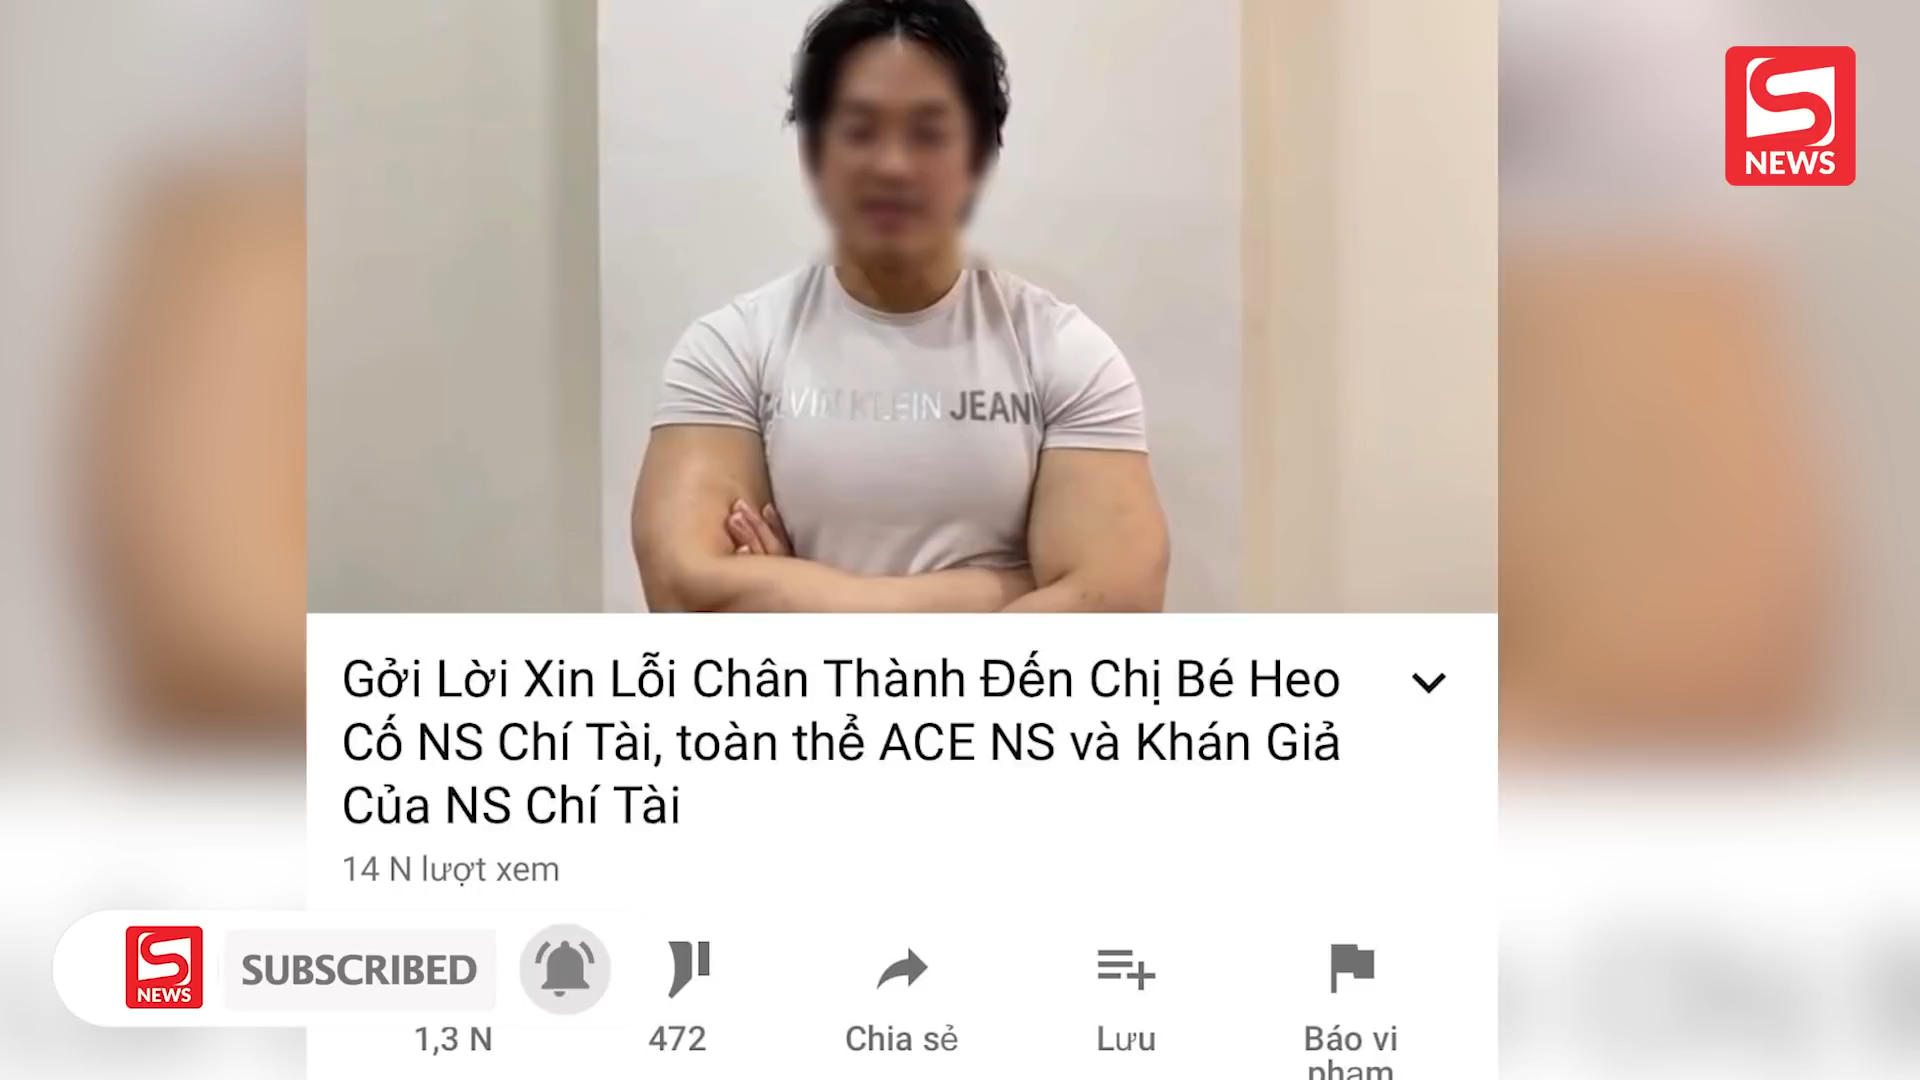 NEWS
KLEIN JEAN
Gởi Lời Xin Lỗi Chân Thành Đến Chị Bé Heo
Cố NS Chí Tài, toàn thể ACE NS và Khán Giả
Của NS Chí Tài
14 N lượt xem
NEWS
SUBSCRIBED
1,3 N
472
Chia sẻ
Lưu
Báo vi
phạm